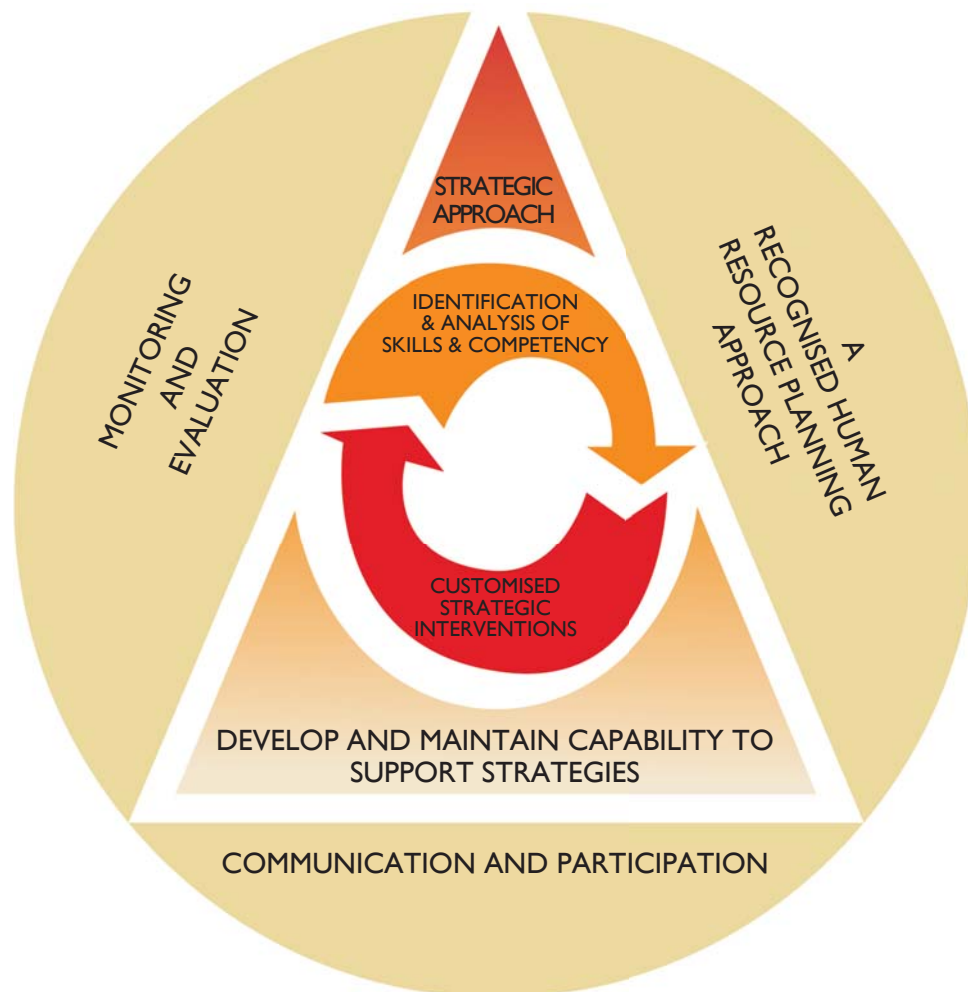 STRATEGIC
APPROACH
IDENTIFICATION
& ANALYSIS OF
SKILLS & COMPETENCY
MONITORING
AND
EVALUATION
A
RECOGNISED HUMAN
RESOURCE PLANNING
APPROACH
CUSTOMISED
STRATEGIC
INTERVENTIONS
DEVELOP AND MAINTAIN CAPABILITY TO
SUPPORT STRATEGIES
COMMUNICATION AND PARTICIPATION